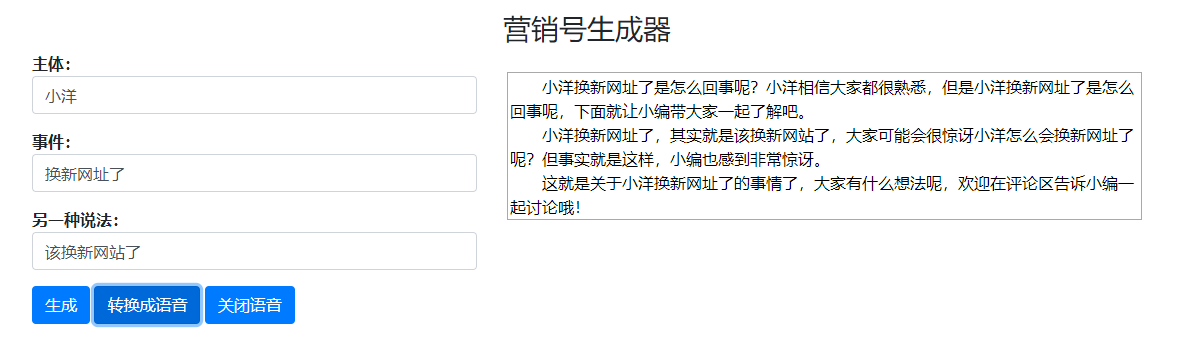 营销号生成器
主体：
小洋
事件：
换新网址了
另一种说法：
该换新网站了
生成 转换成语音 关闭语音
小洋换新网址了是怎么回事呢？小洋相信大家都很熟悉，但是小洋换新网址了是怎么
回事呢，下面就让小编带大家一起了解吧。
小洋换新网址了，其实就是该换新网站了，大家可能会很惊讶小洋怎么会换新网址了
呢？但事实就是这样，小编也感到非常惊讶。
这就是关于小洋换新网址了的事情了，大家有什么想法呢，欢迎在评论区告诉小编一
起讨论哦！